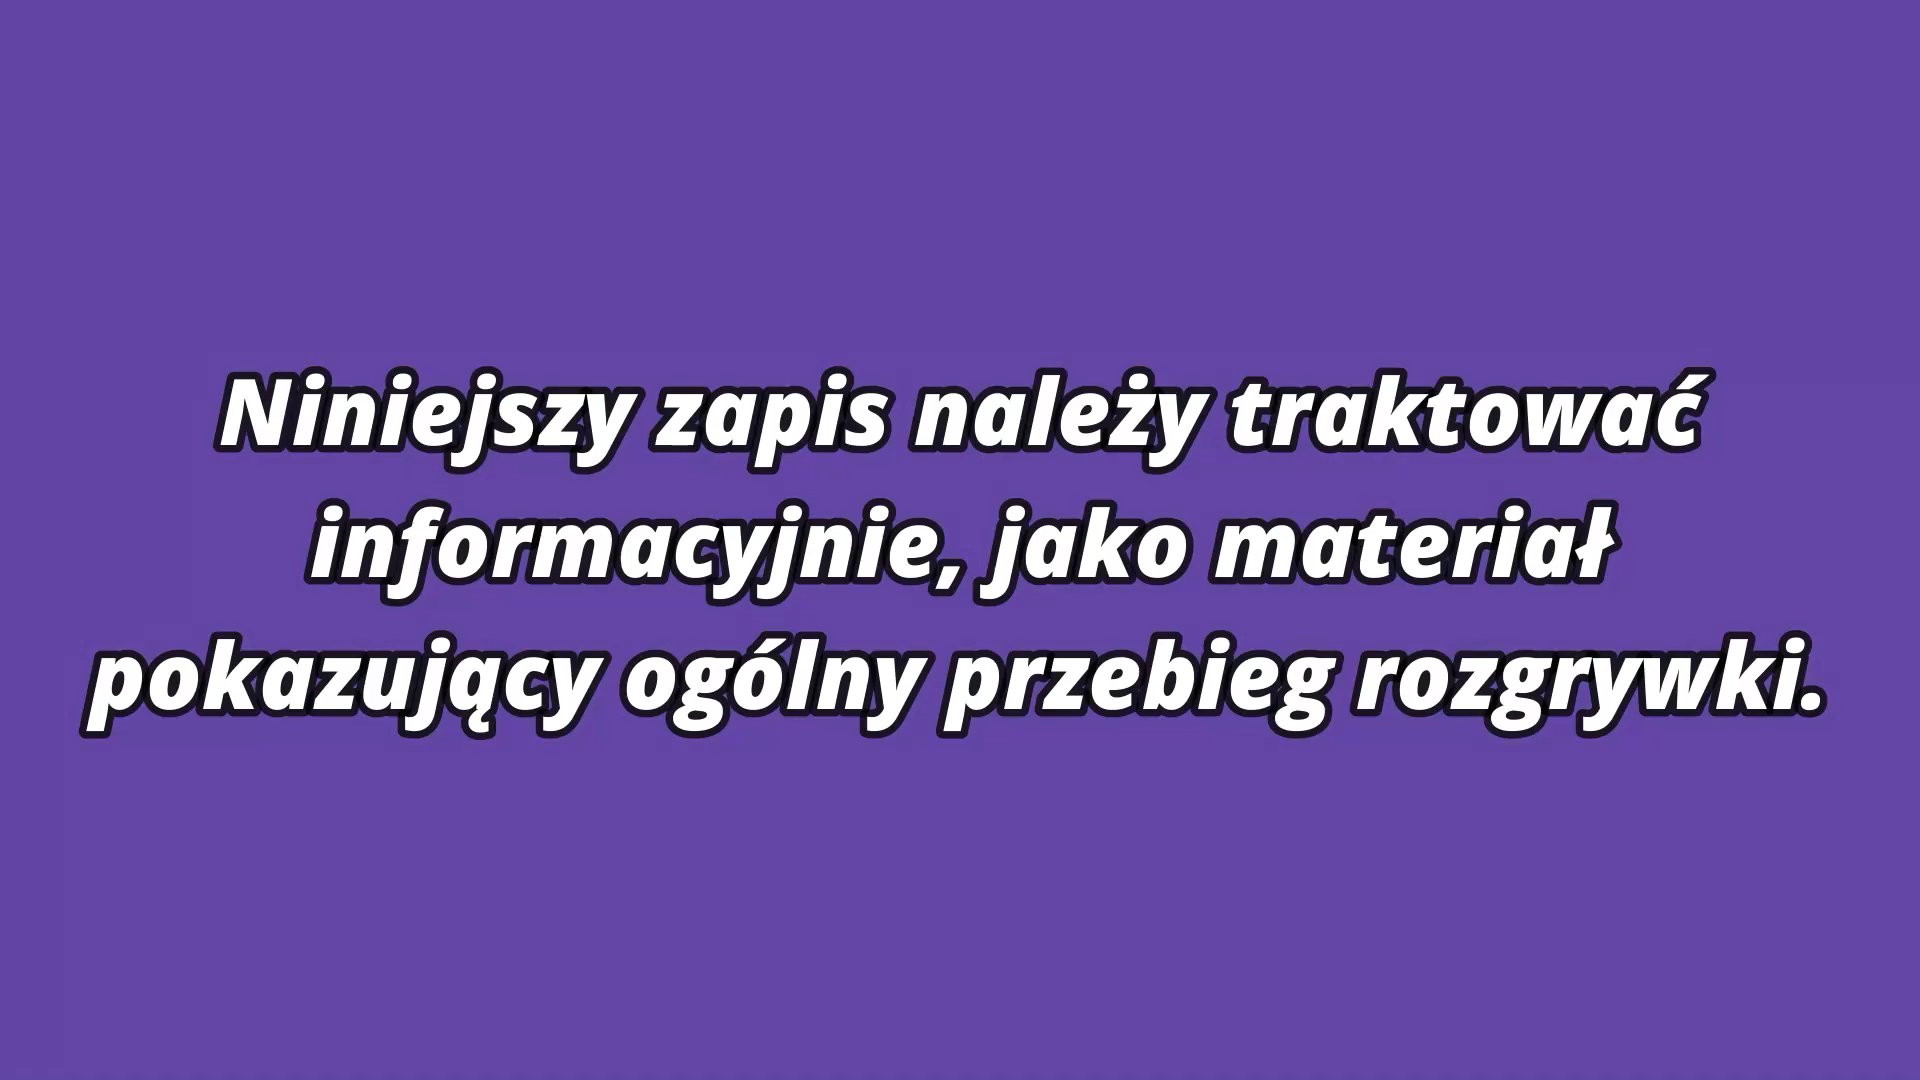 Niniejszy zapis należy traktować
informacyjnie, jako materiał
pokazujący ogólny przebieg rozgrywki.